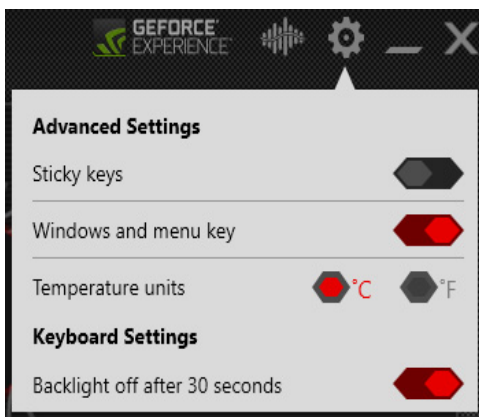 GEFORCE
EXPERIENCE
Advanced Settings
Sticky keys
Windows and menu key
Temperature units °C °F
Keyboard Settings
Backlight off after 30 seconds